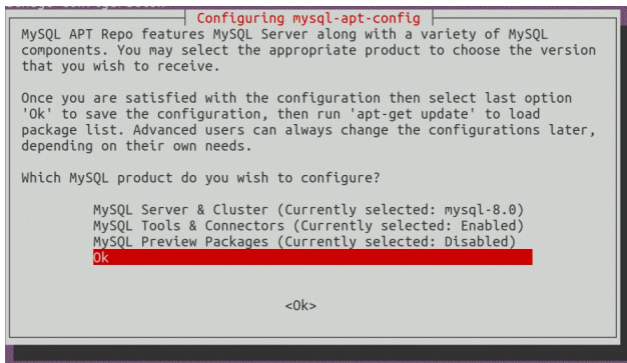 Configuring mysql-apt-config
MySQL APT Repo features MySQL Server along with a variety of MySQL
components. You may select the appropriate product to choose the version
that you wish to receive.
Once you are satisfied with the configuration then select last option
'Ok' to save the configuration, then run 'apt-get update' to load
package list. Advanced users can always change the configurations later,
depending on their own needs.
Which MySQL product do you wish to configure?
MySQL Server & Cluster (Currently selected: mysql-8.0)
MySQL Tools & Connectors (Currently selected: Enabled)
MySQL Preview Packages (Currently selected: Disabled)
Ok
<Ok>